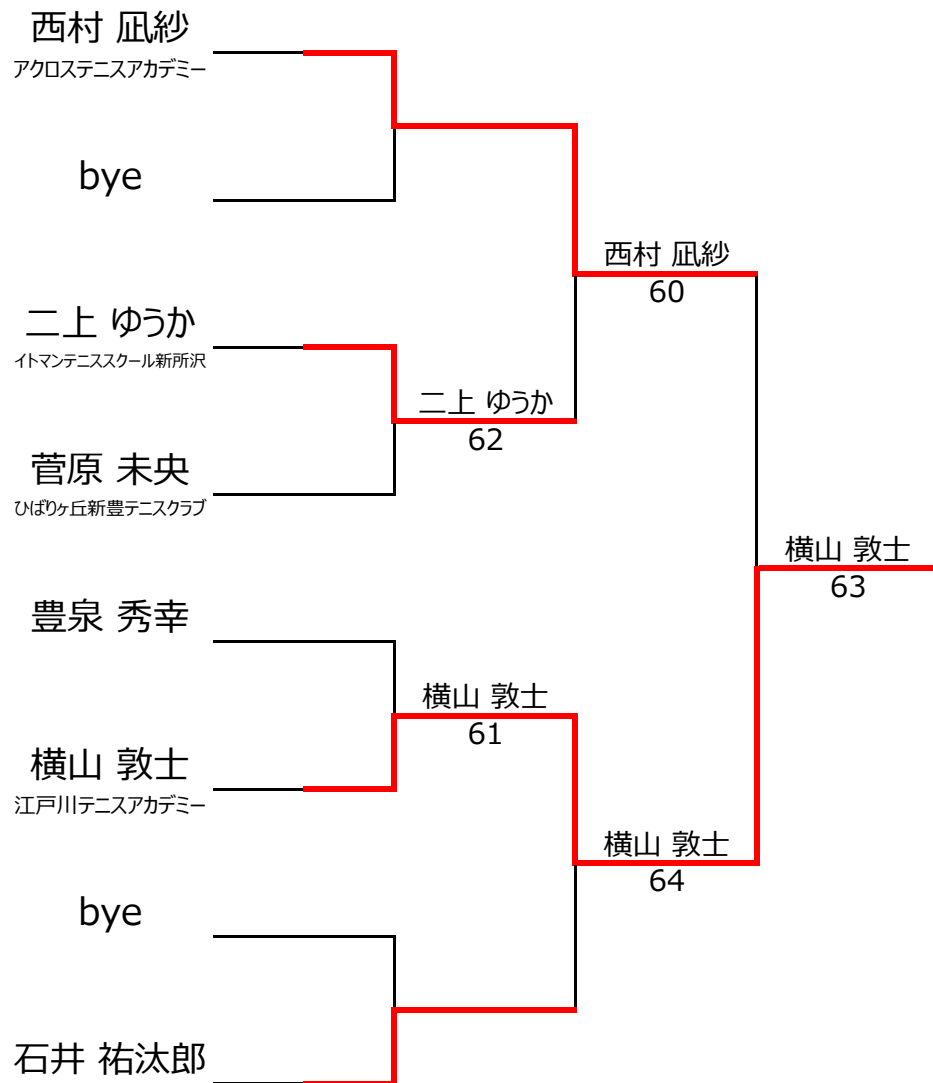 西村 凪紗
アクロステニスアカデミー
bye
西村 凪紗
60
二上 ゆうか
イトマンテニススクール新所沢
二上 ゆうか
62
菅原 未央
ひばりヶ丘新豊テニスクラブ
横山 敦士
63
豊泉 秀幸
横山 敦士
61
横山 敦士
江戸川テニスアカデミー
横山 敦士
64
bye
石井 祐汰郎